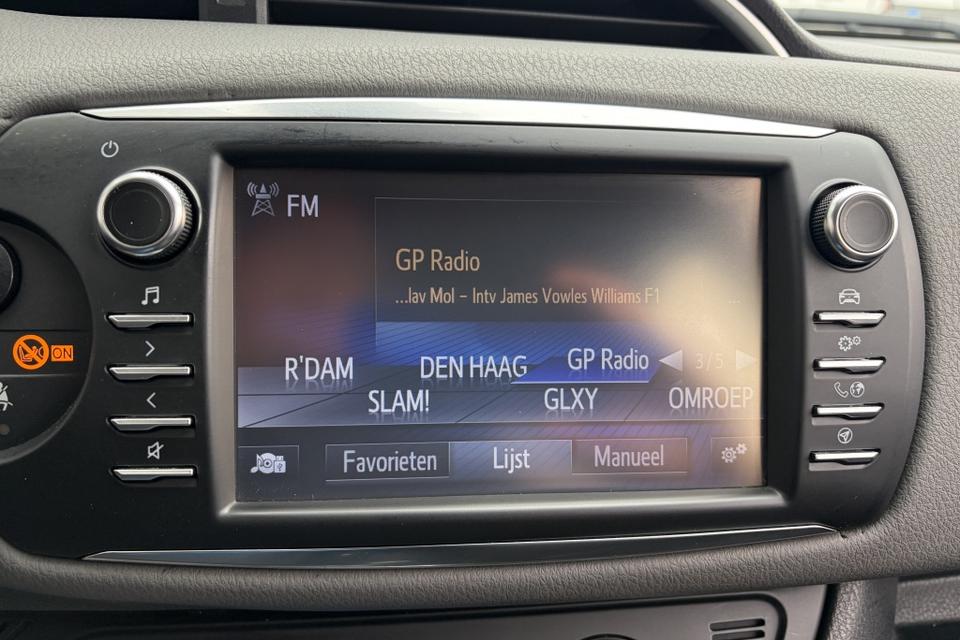 FM
GP Radio
...lav Mol – Intv James Vowles Williams F1 ...
R'DAM DEN HAAG GP Radio 3/5
SLAM! GLXY OMROEP
Favorieten Lijst Manueel
ON